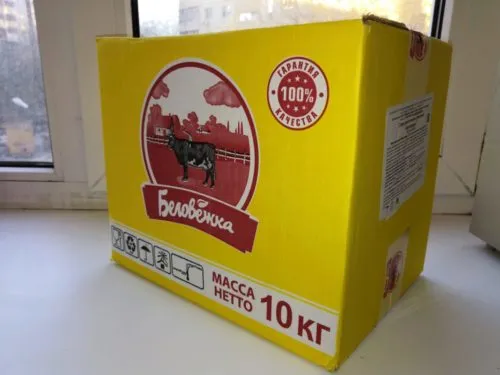 ГАРАНТИЯ
100%
КАЧЕСТВА
Беловежка
МАССА
НЕТТО 10 КГ